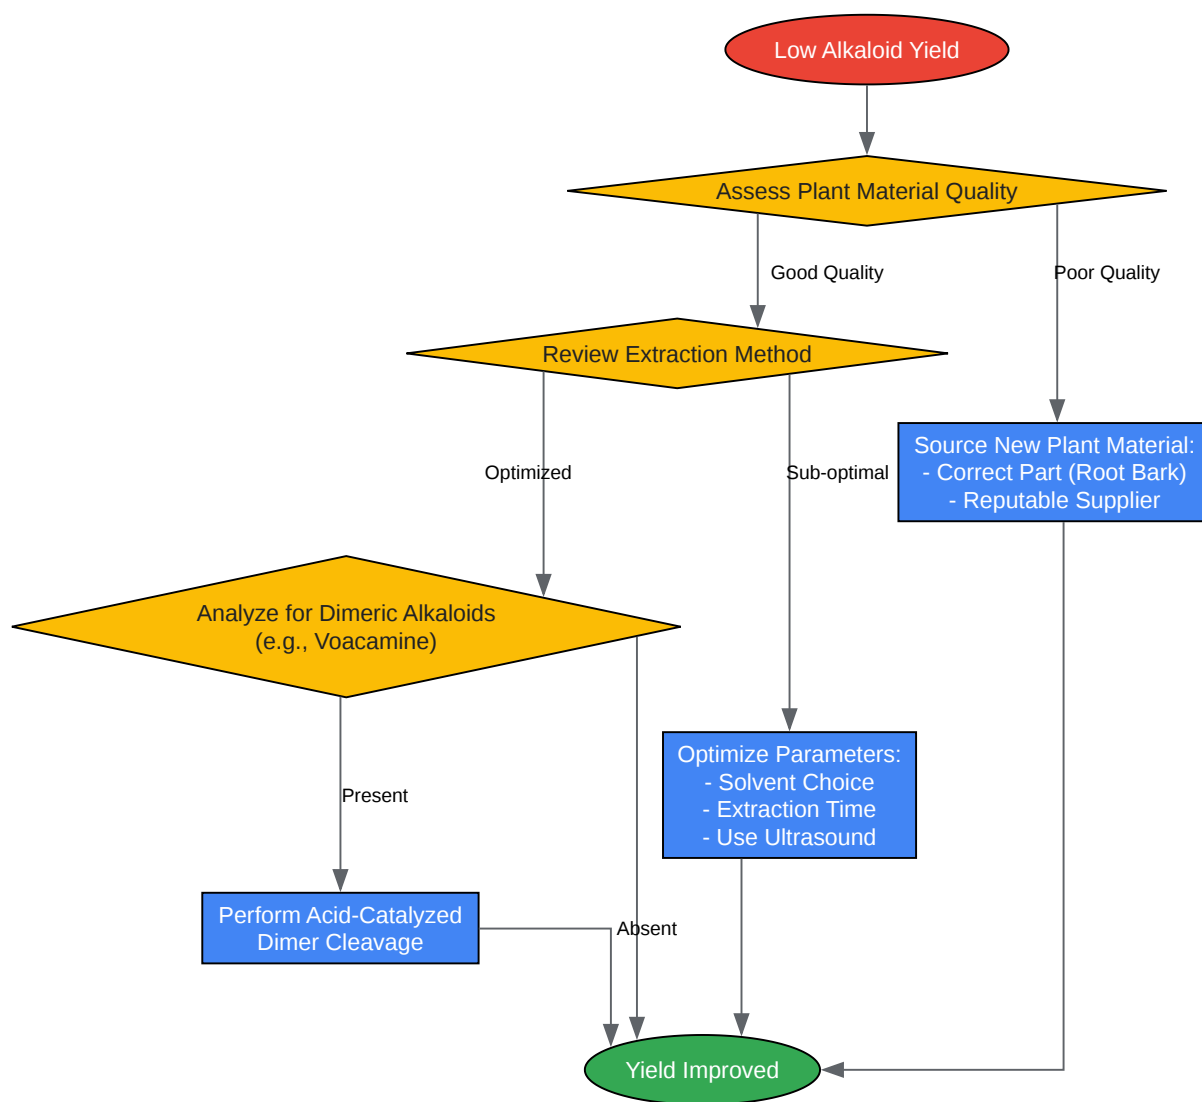 Low Alkaloid Yield
Assess Plant Material Quality
Good Quality
Poor Quality
Review Extraction Method
Source New Plant Material:
- Correct Part (Root Bark)
- Reputable Supplier
Optimized
Sub-optimal
Analyze for Dimeric Alkaloids
(e.g., Voacamine)
Optimize Parameters:
- Solvent Choice
- Extraction Time
- Use Ultrasound
Present
Perform Acid-Catalyzed
Dimer Cleavage
Absent
Yield Improved